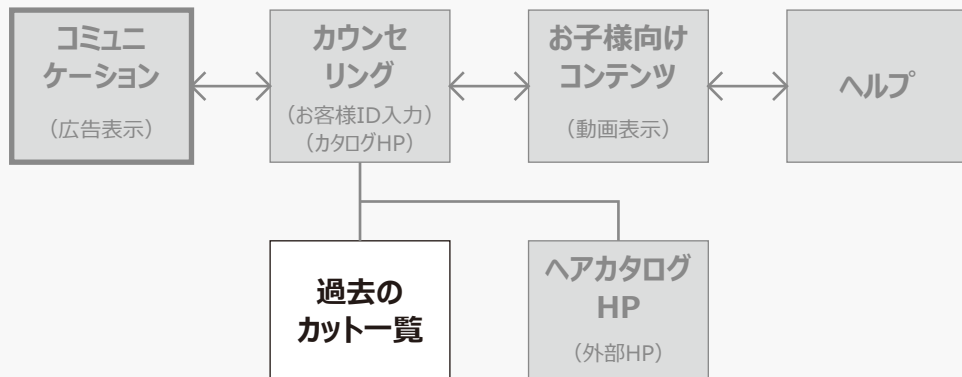 コミュニ
ケーション
（広告表示）
カウンセ
リング
（お客様ID入力）
（カタログHP）
お子様向け
コンテンツ
（動画表示）
ヘルプ
過去の
カット一覧
ヘアカタログ
HP
（外部HP）